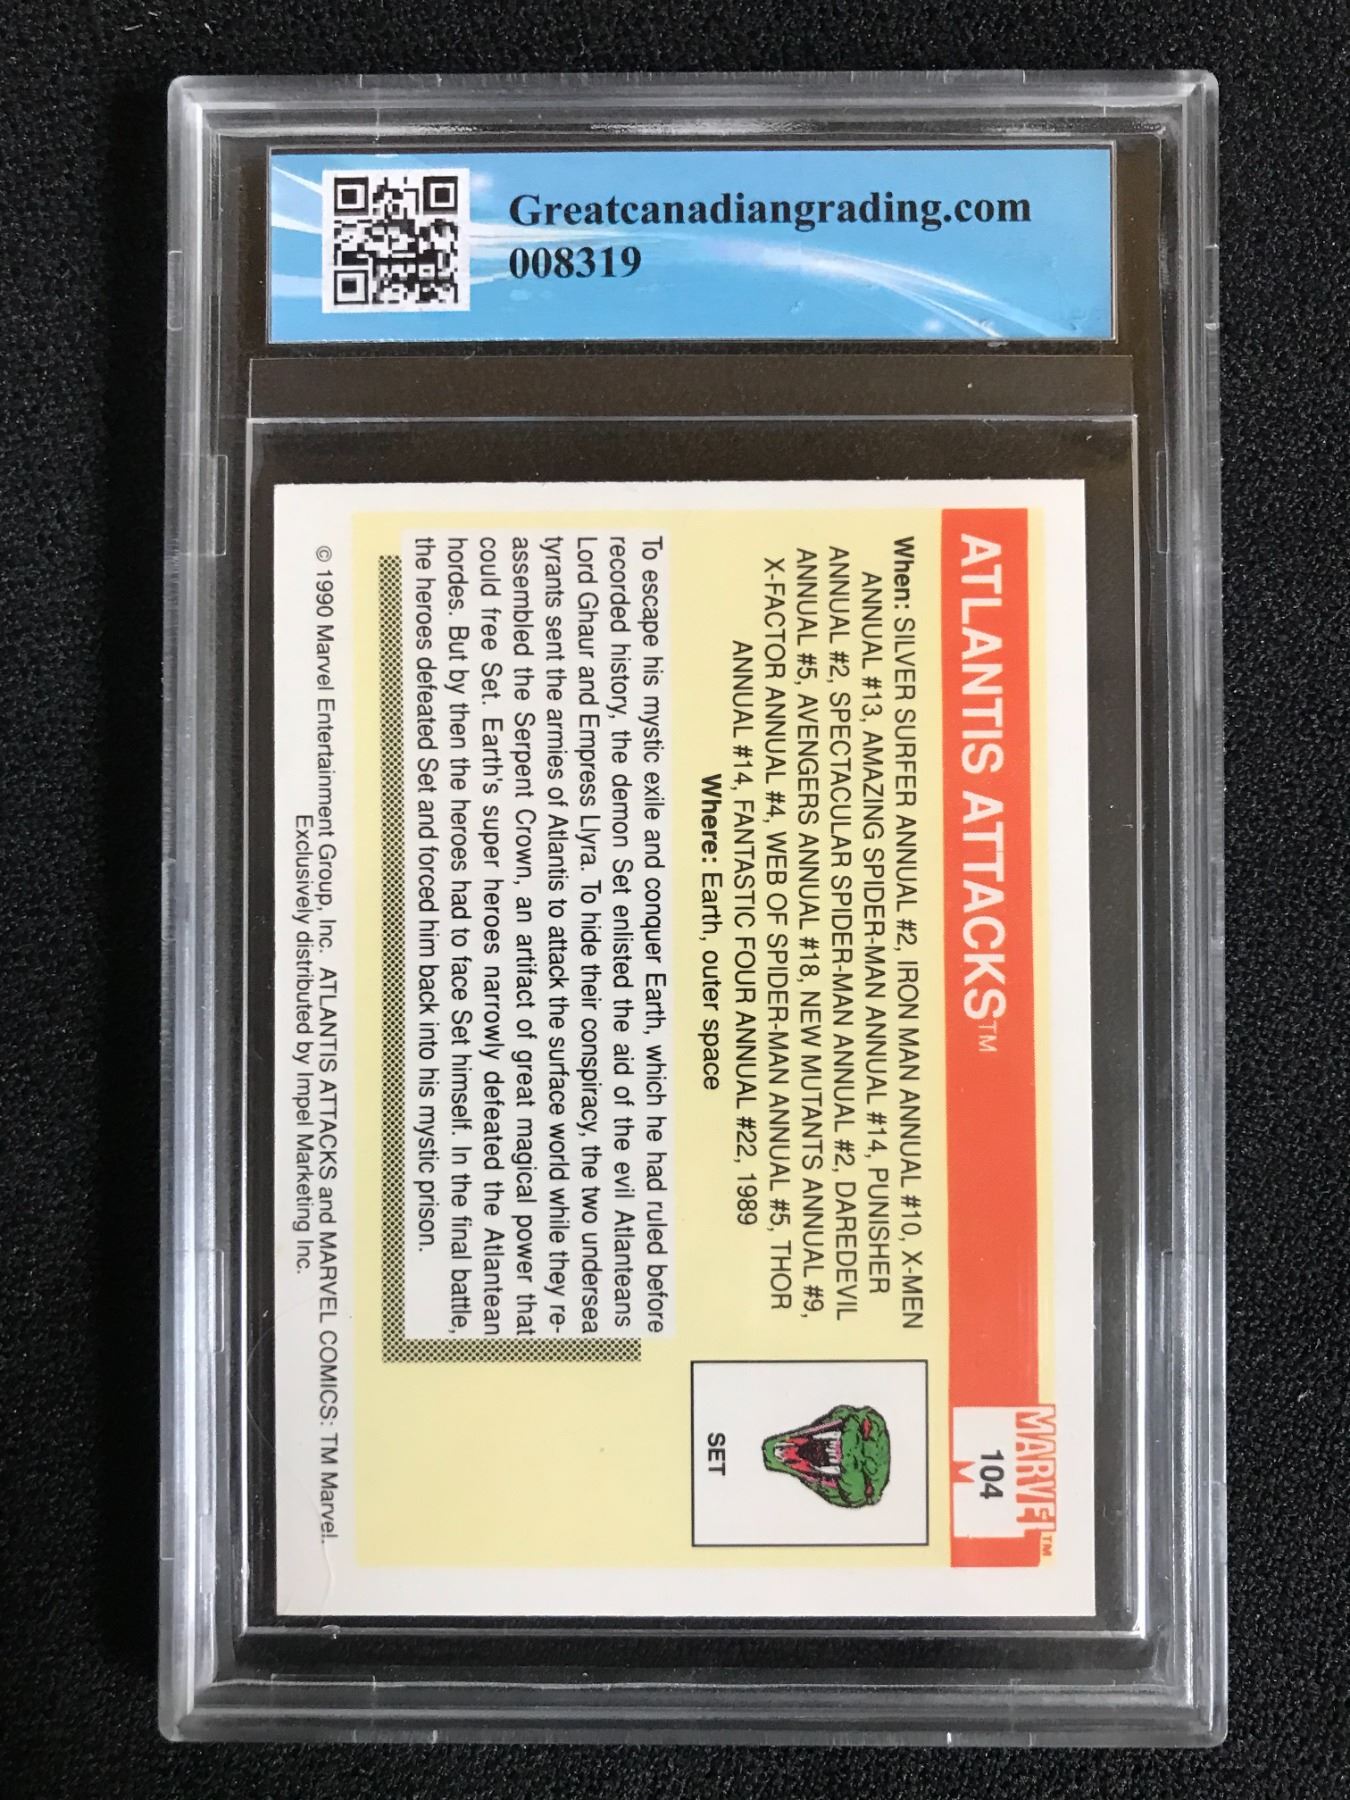 Greatcanadiangrading.com
008319
ATLANTIS ATTACKS™
MARVEL™
104
When: SILVER SURFER ANNUAL #2, IRON MAN ANNUAL #10, X-MEN
ANNUAL #13, AMAZING SPIDER-MAN ANNUAL #14, PUNISHER
ANNUAL #2, SPECTACULAR SPIDER-MAN ANNUAL #2, DAREDEVIL
ANNUAL #5, AVENGERS ANNUAL #18, NEW MUTANTS ANNUAL #9,
X-FACTOR ANNUAL #4, WEB OF SPIDER-MAN ANNUAL #5, THOR
ANNUAL #14, FANTASTIC FOUR ANNUAL #22, 1989
Where: Earth, outer space
SET
To escape his mystic exile and conquer Earth, which he had ruled before
recorded history, the demon Set enlisted the aid of the evil Atlanteans
Lord Ghaur and Empress Llyra. To hide their conspiracy, the two undersea
tyrants sent the armies of Atlantis to attack the surface world while they re-
assembled the Serpent Crown, an artifact of great magical power that
could free Set. Earth's super heroes narrowly defeated the Atlantean
hordes. But by then the heroes had to face Set himself. In the final battle,
the heroes defeated Set and forced him back into his mystic prison.
© 1990 Marvel Entertainment Group, Inc. ATLANTIS ATTACKS and MARVEL COMICS: TM Marvel.
Exclusively distributed by Impel Marketing Inc.